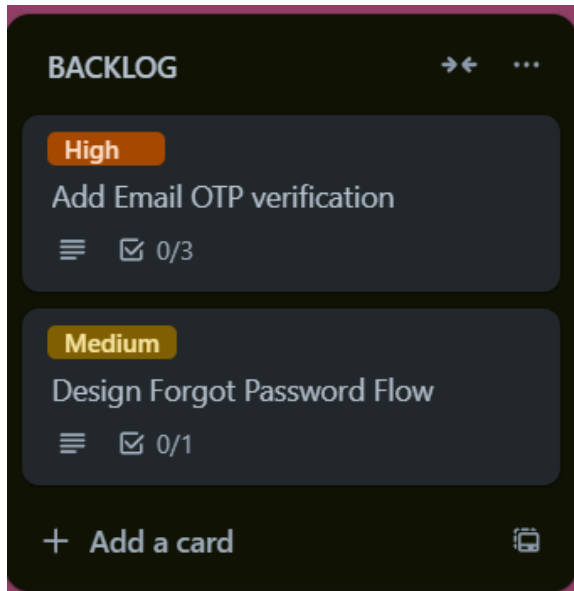 BACKLOG
High
Add Email OTP verification
0/3
Medium
Design Forgot Password Flow
0/1
+ Add a card